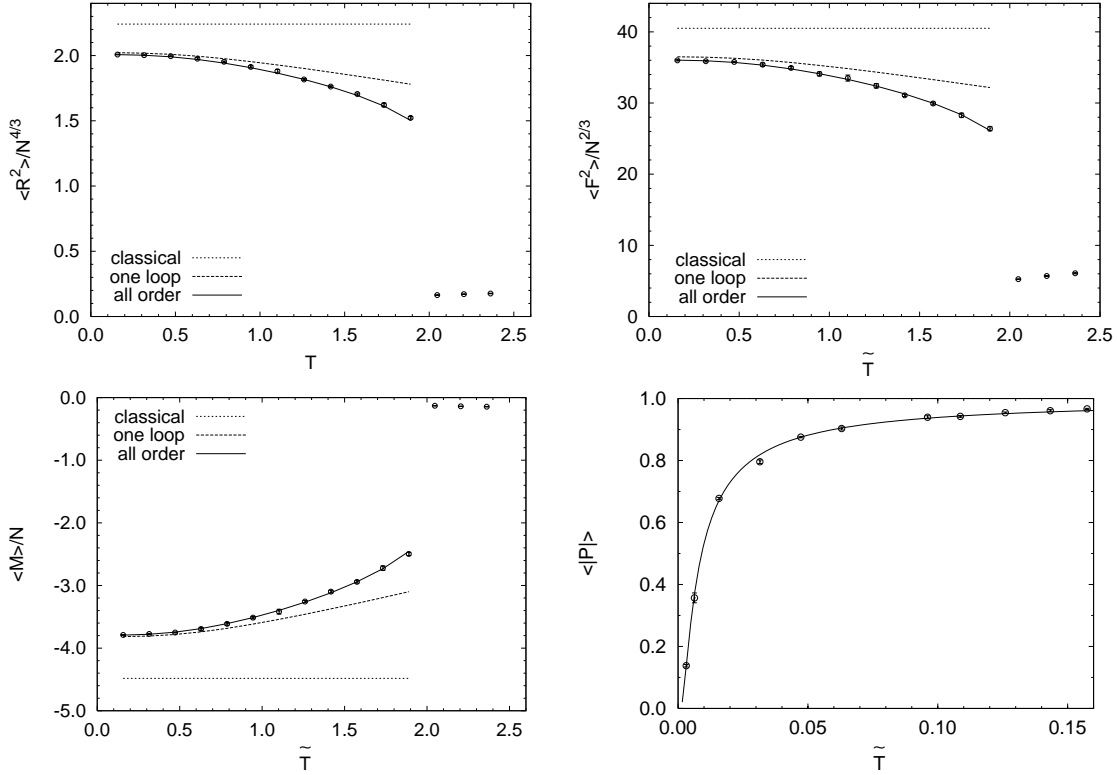 <R²>/N^4/3
2.0
1.5
1.0
0.5
0.0
classical
one loop
all order
0.0 0.5 1.0 1.5 2.0 2.5
T
<F²>/N^2/3
40
30
20
10
0
classical
one loop
all order
0.0 0.5 1.0 1.5 2.0 2.5
T̃
<M>/N
0.0
-1.0
-2.0
-3.0
-4.0
-5.0
classical
one loop
all order
0.0 0.5 1.0 1.5 2.0 2.5
T̃
<|P|>
1.0
0.8
0.6
0.4
0.2
0.0
0.00 0.05 0.10 0.15
T̃